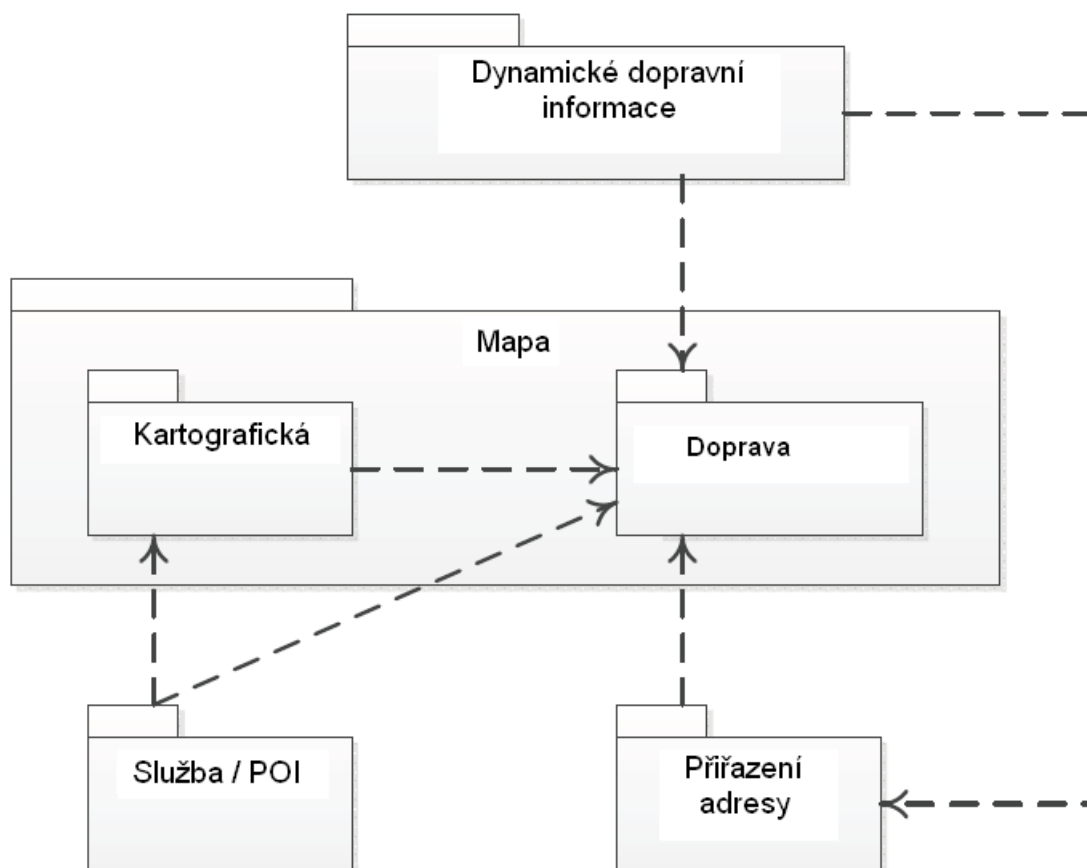 Dynamické dopravní
informace
Mapa
Kartografická
Doprava
Služba / POI
Přiřazení
adresy